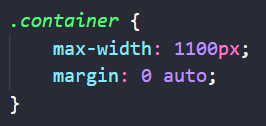 .container {
    max-width: 1100px;
    margin: 0 auto;
}